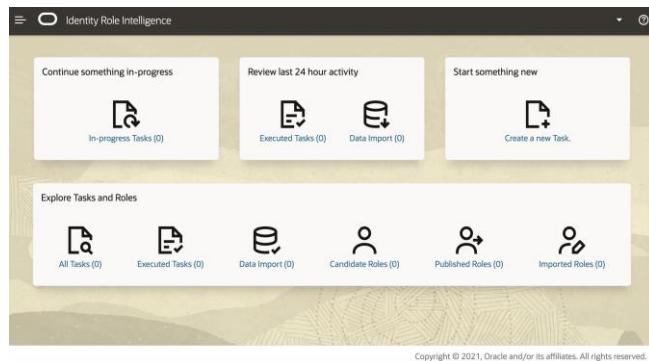 Identity Role Intelligence
Continue something in-progress
In-progress Tasks (0)
Review last 24 hour activity
Executed Tasks (0) Data Import (0)
Start something new
Create a new Task.
Explore Tasks and Roles
All Tasks (0) Executed Tasks (0) Data Import (0) Candidate Roles (0) Published Roles (0) Imported Roles (0)
Copyright © 2021, Oracle and/or its affiliates. All rights reserved.